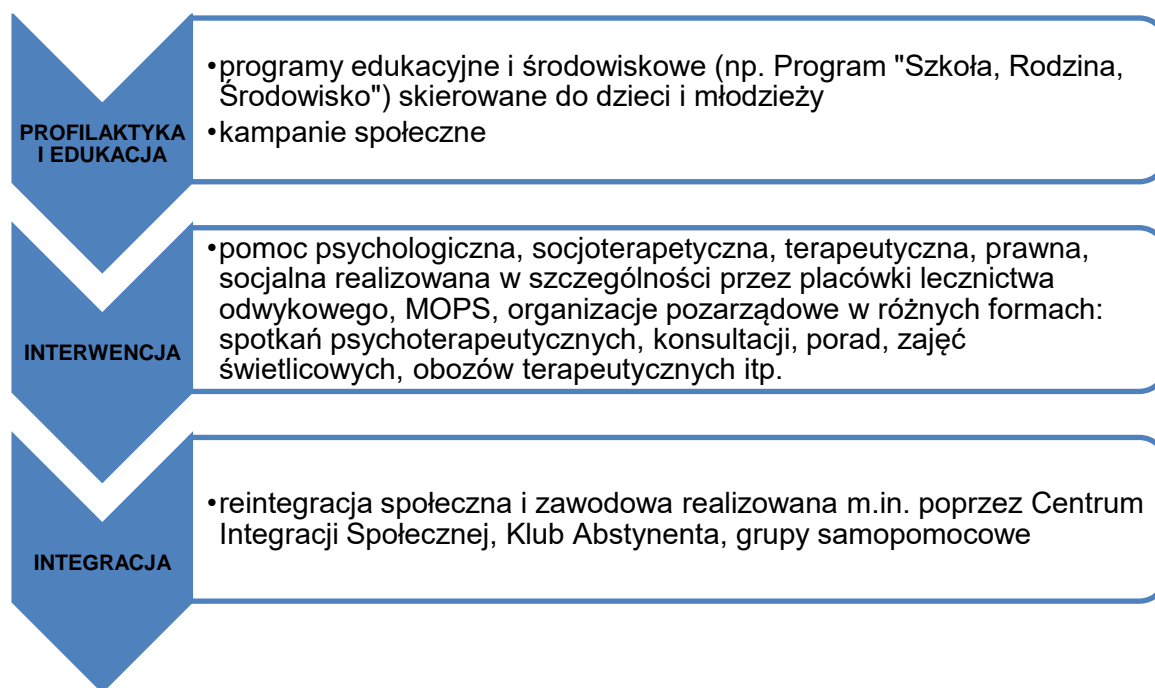 PROFILAKTYKA
I EDUKACJA
•programy edukacyjne i środowiskowe (np. Program "Szkoła, Rodzina,
Środowisko") skierowane do dzieci i młodzieży
•kampanie społeczne
INTERWENCJA
•pomoc psychologiczna, socjoterapetyczna, terapeutyczna, prawna,
socjalna realizowana w szczególności przez placówki lecznictwa
odwykowego, MOPS, organizacje pozarządowe w różnych formach:
spotkań psychoterapeutycznych, konsultacji, porad, zajęć
świetlicowych, obozów terapeutycznych itp.
INTEGRACJA
•reintegracja społeczna i zawodowa realizowana m.in. poprzez Centrum
Integracji Społecznej, Klub Abstynenta, grupy samopomocowe